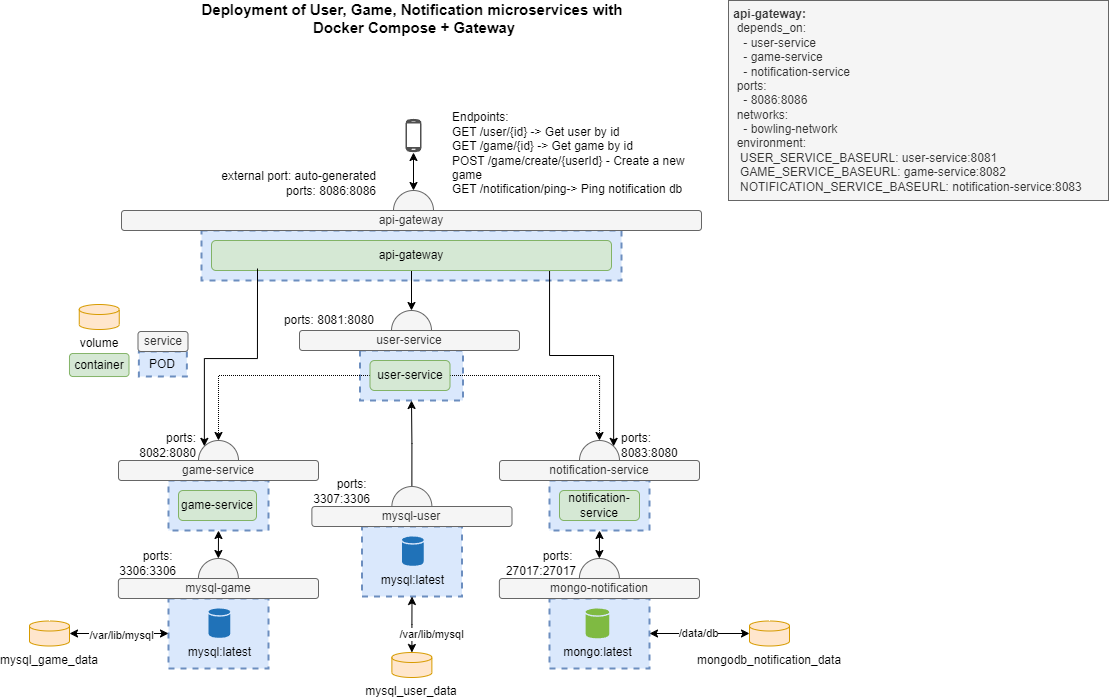 Deployment of User, Game, Notification microservices with
Docker Compose + Gateway
api-gateway:
depends_on:
- user-service
- game-service
- notification-service
ports:
- 8086:8086
networks:
- bowling-network
environment:
USER_SERVICE_BASEURL: user-service:8081
GAME_SERVICE_BASEURL: game-service:8082
NOTIFICATION_SERVICE_BASEURL: notification-service:8083
Endpoints:
GET /user/{id} -> Get user by id
GET /game/{id} -> Get game by id
POST /game/create/{userId} - Create a new
game
GET /notification/ping-> Ping notification db
external port: auto-generated
ports: 8086:8086
api-gateway
api-gateway
ports: 8081:8080
user-service
user-service
volume
service
container
POD
ports:
8082:8080
game-service
game-service
ports:
8083:8080
notification-service
notification-
service
ports:
3307:3306
mysql-user
mysql:latest
ports:
3306:3306
mysql-game
mysql:latest
ports:
27017:27017
mongo-notification
mongo:latest
/var/lib/mysql
mysql_game_data
/var/lib/mysql
mysql_user_data
/data/db
mongodb_notification_data